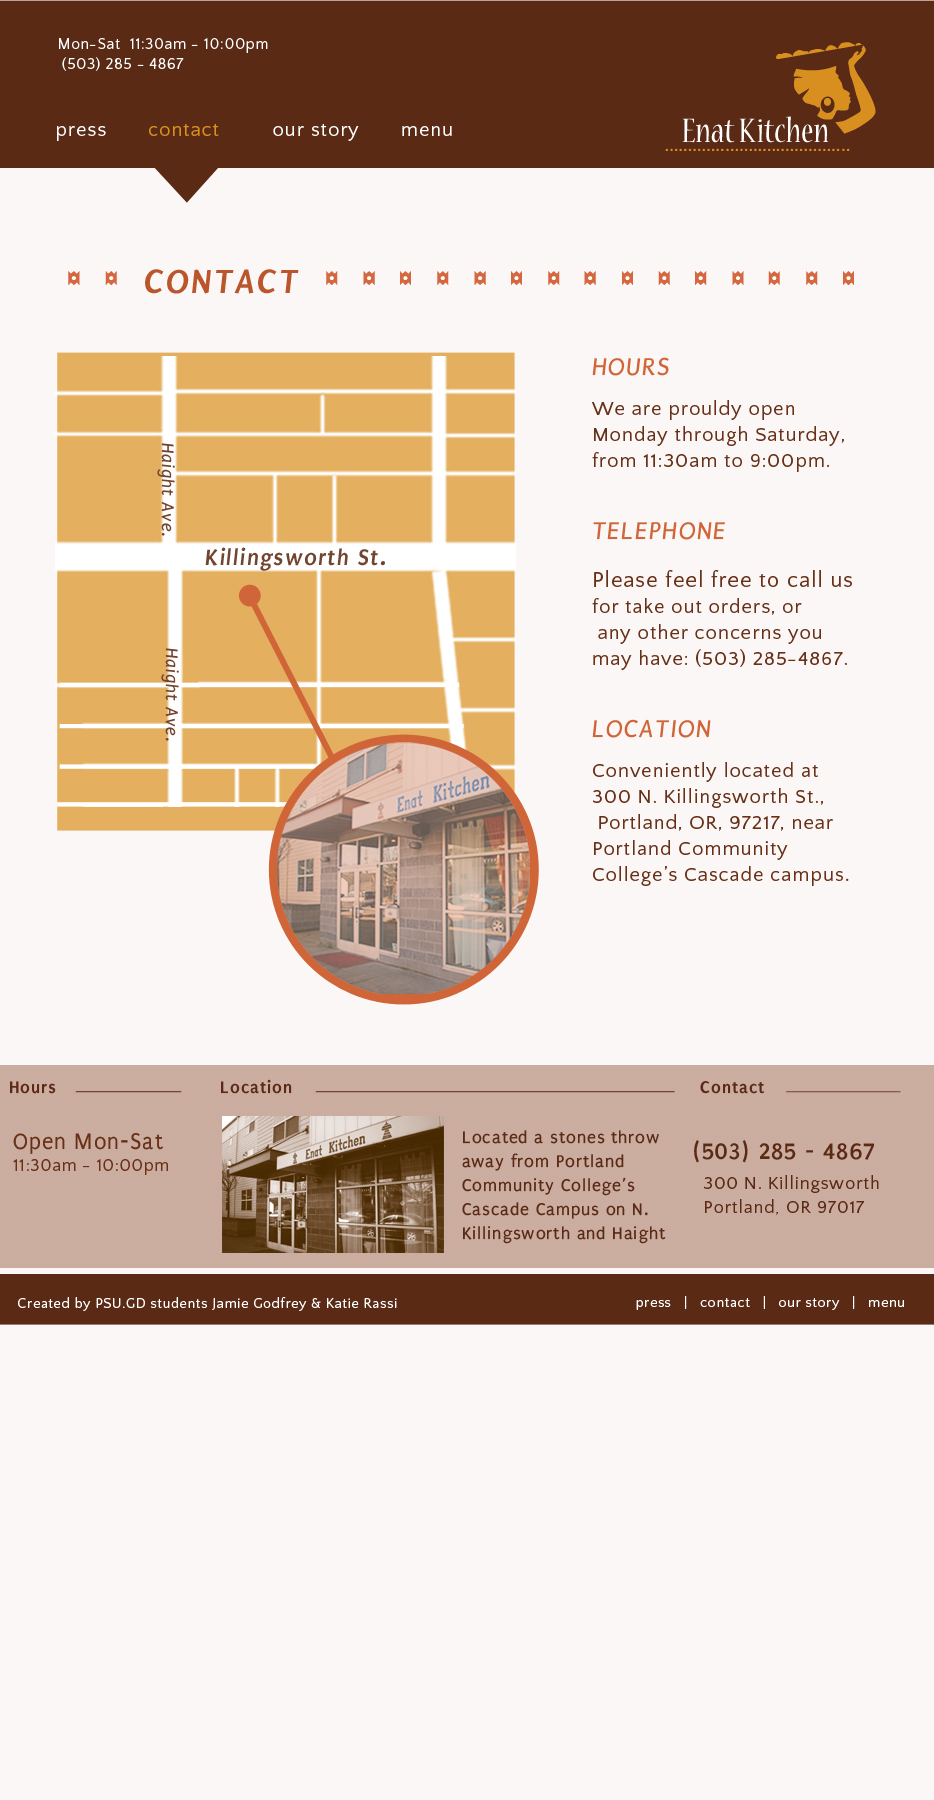 Mon-Sat 11:30am - 10:00pm
(503) 285 - 4867
press contact our story menu
Enat Kitchen
CONTACT
Haight Ave.
Killingsworth St.
Haight Ave.
Enat Kitchen
HOURS
We are prouldy open
Monday through Saturday,
from 11:30am to 9:00pm.
TELEPHONE
Please feel free to call us
for take out orders, or
any other concerns you
may have: (503) 285-4867.
LOCATION
Conveniently located at
300 N. Killingsworth St.,
Portland, OR, 97217, near
Portland Community
College's Cascade campus.
Hours
Open Mon-Sat
11:30am - 10:00pm
Location
Enat Kitchen
Located a stones throw
away from Portland
Community College's
Cascade Campus on N.
Killingsworth and Haight
Contact
(503) 285 - 4867
300 N. Killingsworth
Portland, OR 97017
Created by PSU.GD students Jamie Godfrey & Katie Rassi
press | contact | our story | menu